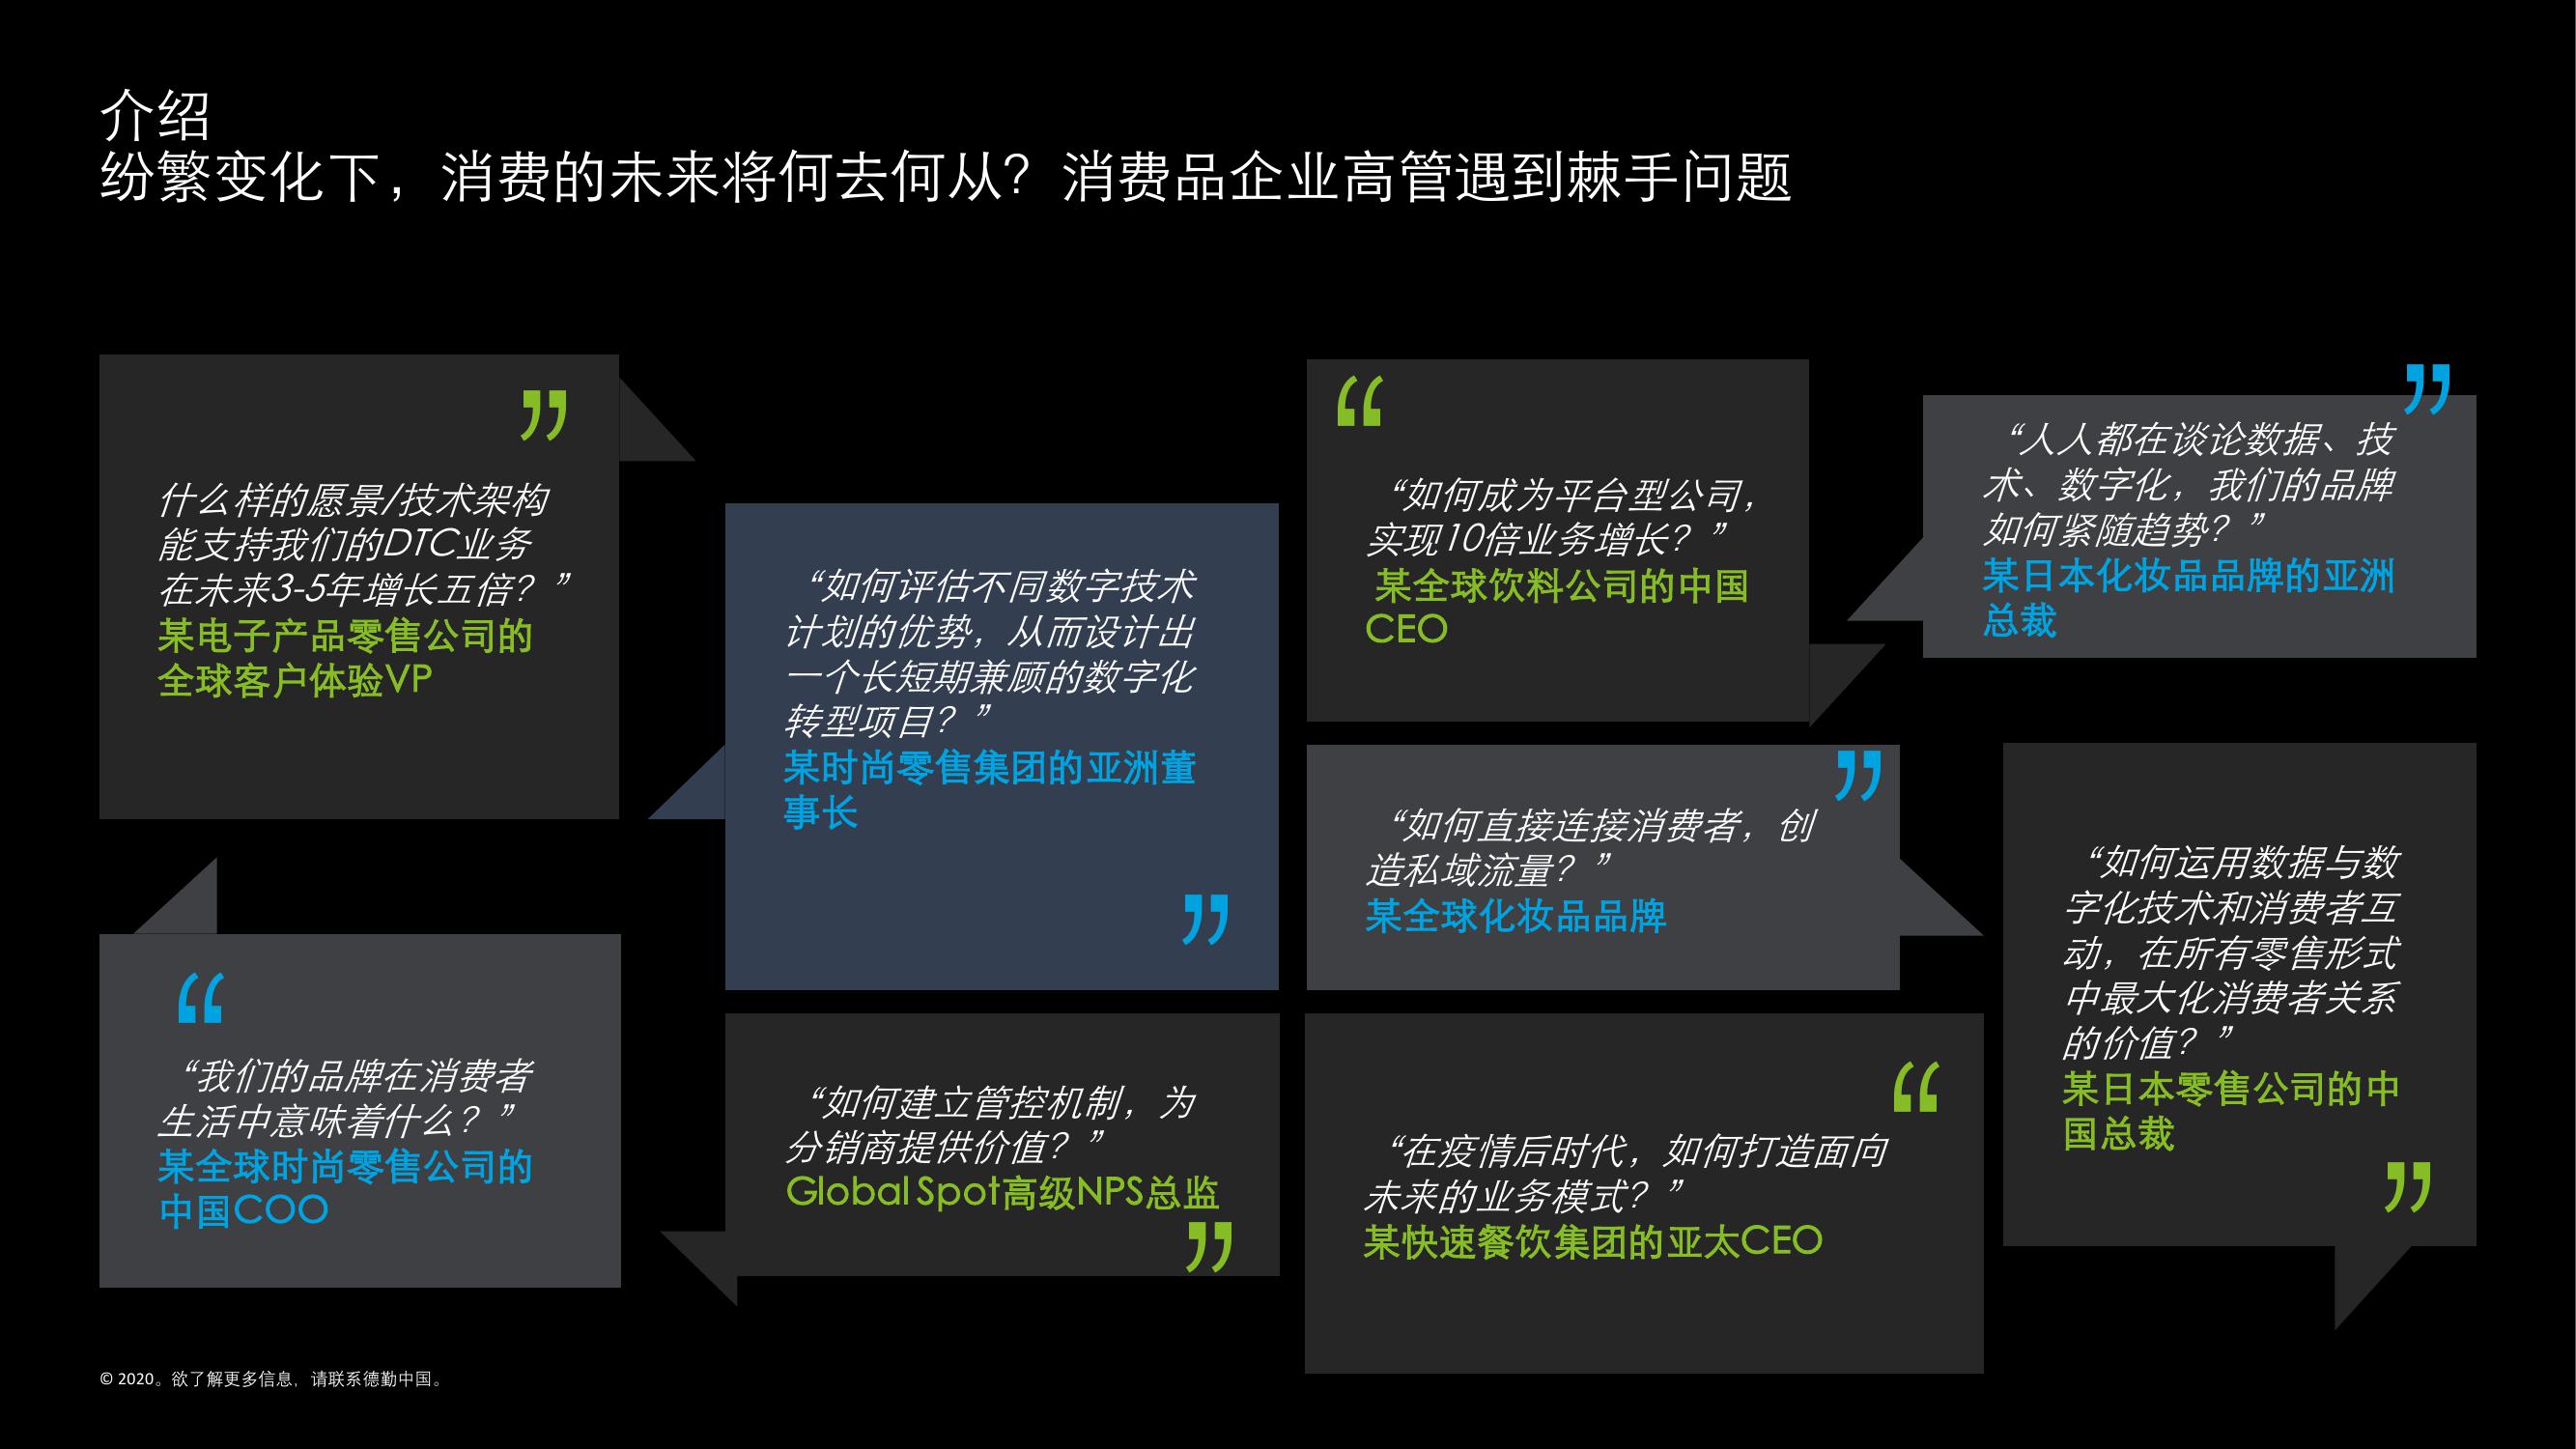 介绍
纷繁变化下，消费的未来将何去何从？消费品企业高管遇到棘手问题
”
什么样的愿景/技术架构
能支持我们的DTC业务
在未来3-5年增长五倍？”
某电子产品零售公司的
全球客户体验VP
“
“我们的品牌在消费者
生活中意味着什么？”
某全球时尚零售公司的
中国COO
“如何评估不同数字技术
计划的优势，从而设计出
一个长短期兼顾的数字化
转型项目？”
某时尚零售集团的亚洲董
事长
”
“如何建立管控机制，为
分销商提供价值？”
Global Spot高级NPS总监
”
“
“如何成为平台型公司，
实现10倍业务增长？”
某全球饮料公司的中国
CEO
”
“人人都在谈论数据、技
术、数字化，我们的品牌
如何紧随趋势？”
某日本化妆品品牌的亚洲
总裁
”
“如何直接连接消费者，创
造私域流量？”
某全球化妆品品牌
“
“在疫情后时代，如何打造面向
未来的业务模式？”
某快速餐饮集团的亚太CEO
“如何运用数据与数
字化技术和消费者互
动，在所有零售形式
中最大化消费者关系
的价值？”
某日本零售公司的中
国总裁
”
© 2020。欲了解更多信息，请联系德勤中国。